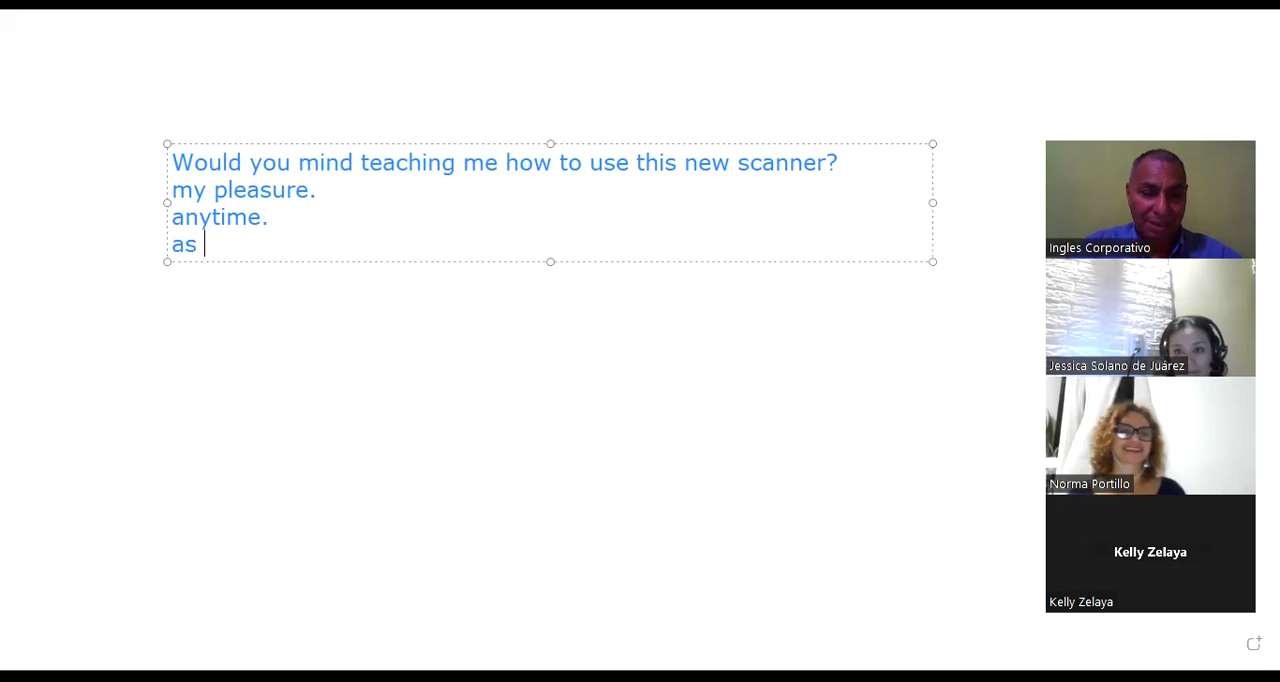 Would you mind teaching me how to use this new scanner?
my pleasure.
anytime.
as
Ingles Corporativo
Jessica Solano de Juárez
Norma Portillo
Kelly Zelaya
Kelly Zelaya